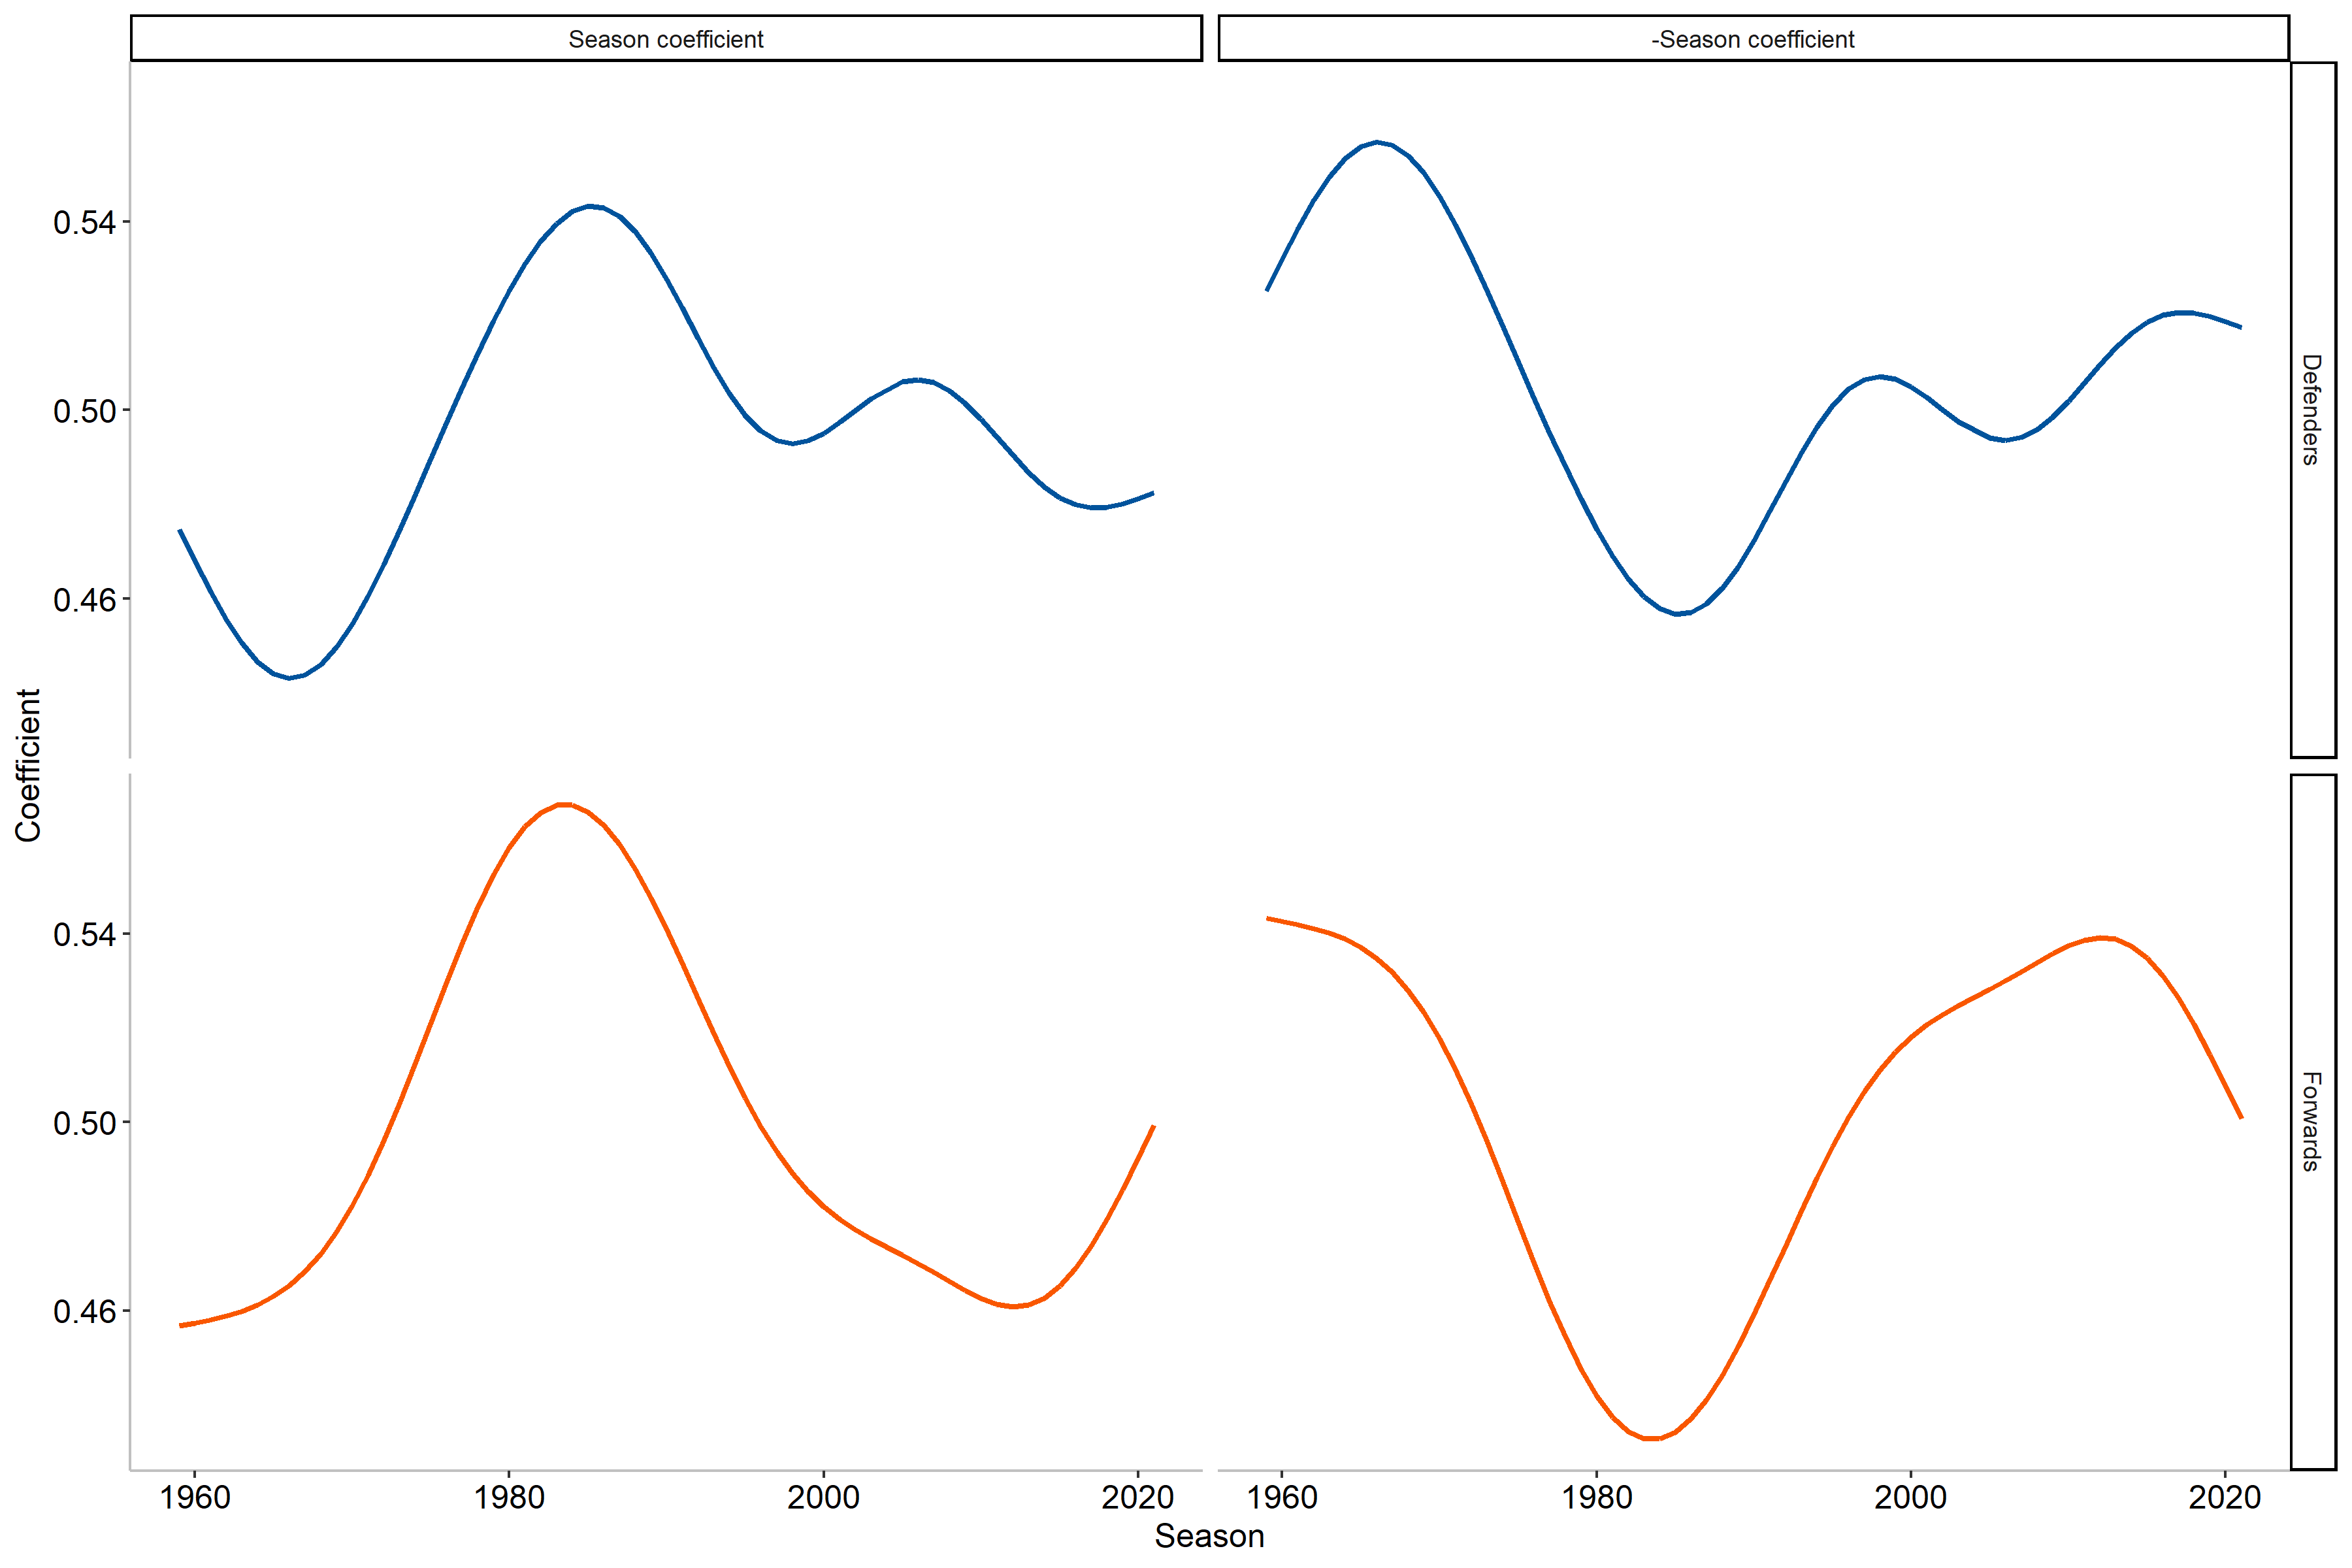 Season coefficient
-Season coefficient
0.54
0.50
0.46
Defenders
Coefficient
0.54
0.50
0.46
Forwards
1960
1980
2000
2020
1960
1980
2000
2020
Season